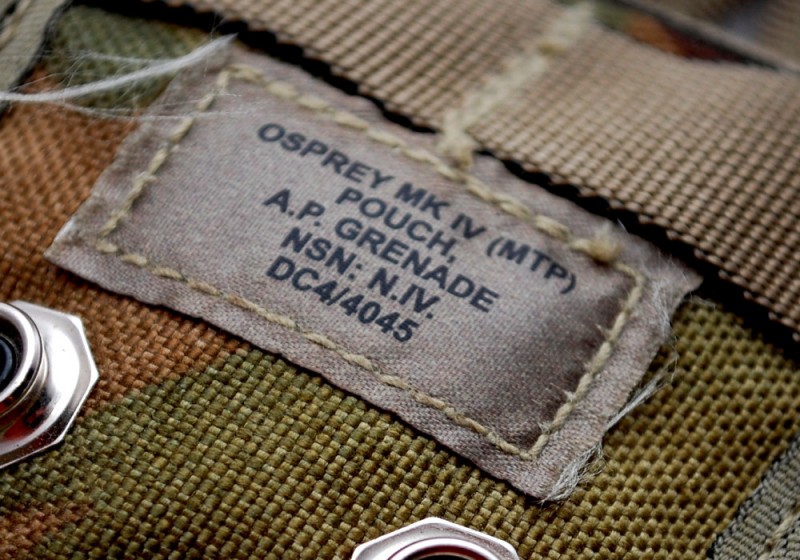 OSPREY MK IV (MTP)
POUCH,
A.P. GRENADE
NSN: N.IV.
DC4/4045